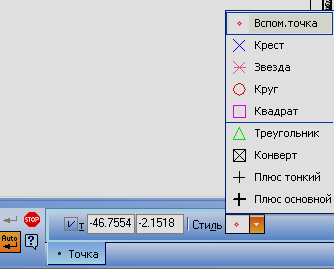 Вспом.точка
Крест
Звезда
Круг
Квадрат
Треугольник
Конверт
Плюс тонкий
Плюс основной
STOP
т -46.7554 -2.1518 Стиль
Auto
Точка